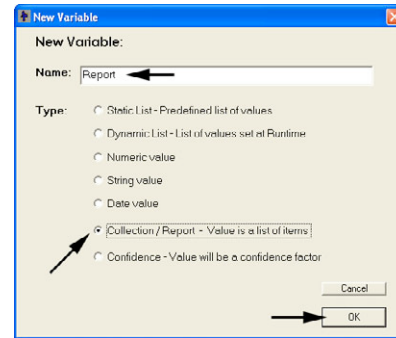 New Variable
New Variable:
Name: Report
Type: Static List - Predefined list of values
Dynamic List - List of values set at Runtime
Numeric value
String value
Date value
Collection / Report - Value is a list of items
Confidence - Value will be a confidence factor
Cancel
OK